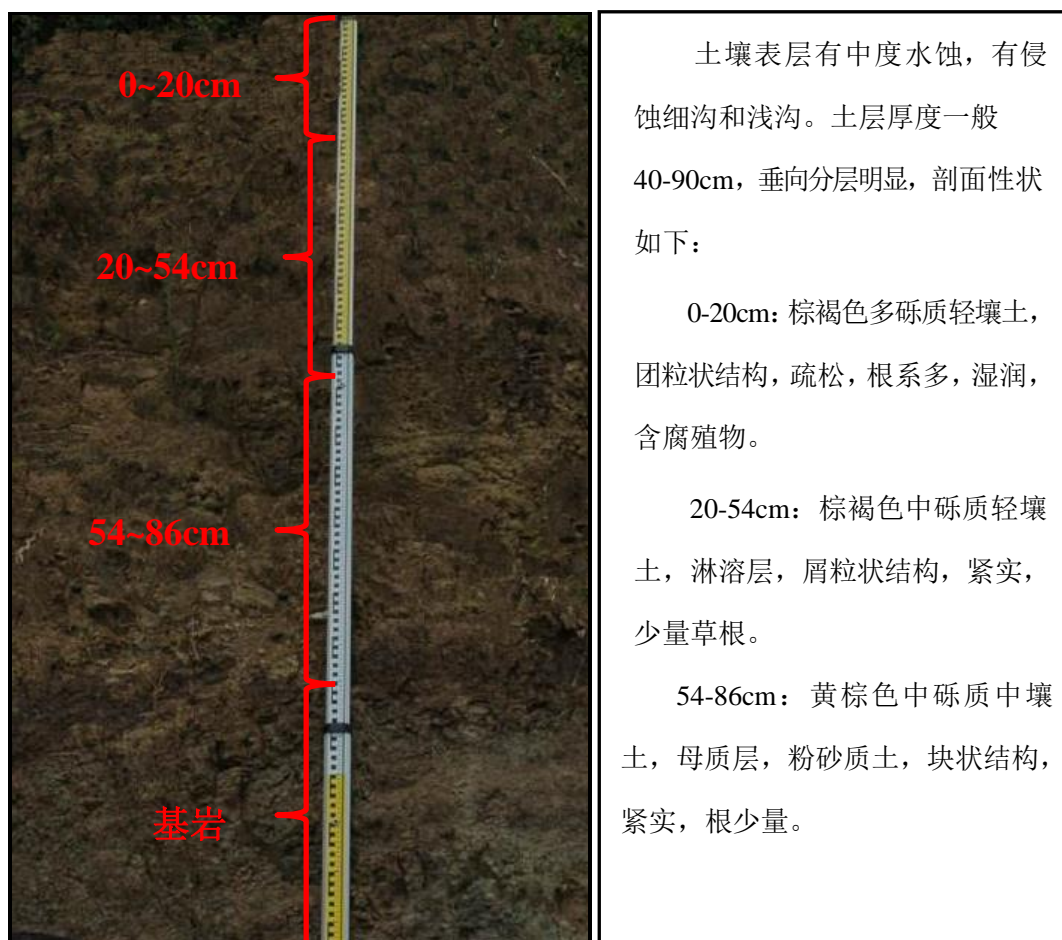 0~20cm
20~54cm
54~86cm
基岩
土壤表层有中度水蚀，有侵
蚀细沟和浅沟。土层厚度一般
40-90cm，垂向分层明显，剖面性状
如下：
0-20cm：棕褐色多砾质轻壤土，
团粒状结构，疏松，根系多，湿润，
含腐殖物。
20-54cm：棕褐色中砾质轻壤
土，淋溶层，屑粒状结构，紧实，
少量草根。
54-86cm：黄棕色中砾质中壤
土，母质层，粉砂质土，块状结构，
紧实，根少量。